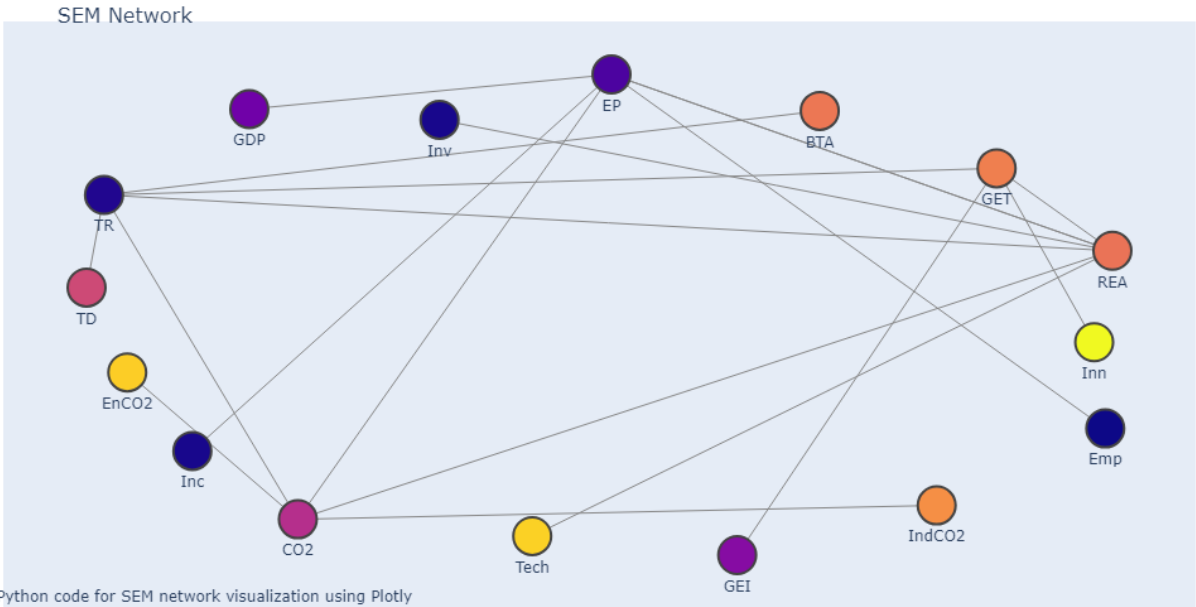 SEM Network
EP
GDP
Inv
BTA
GET
TR
REA
TD
Inn
EnCO2
Emp
Inc
IndCO2
CO2
Tech
GEI
Python code for SEM network visualization using Plotly